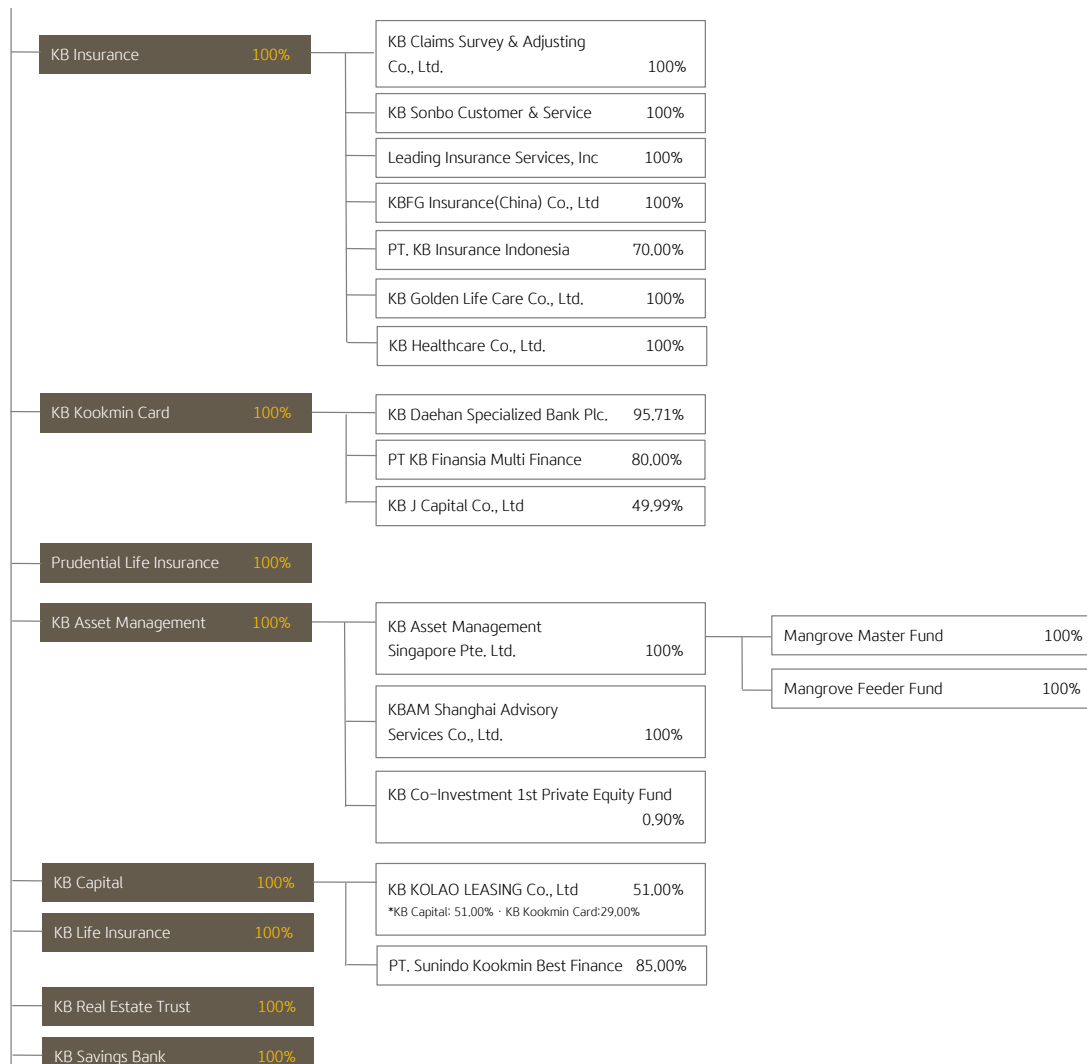 KB Insurance 100%
KB Claims Survey & Adjusting
Co., Ltd. 100%
KB Sonbo Customer & Service 100%
Leading Insurance Services, Inc 100%
KBFG Insurance(China) Co., Ltd 100%
PT. KB Insurance Indonesia 70.00%
KB Golden Life Care Co., Ltd. 100%
KB Healthcare Co., Ltd. 100%
KB Kookmin Card 100%
KB Daehan Specialized Bank Plc. 95.71%
PT KB Finansia Multi Finance 80.00%
KB J Capital Co., Ltd 49.99%
Prudential Life Insurance 100%
KB Asset Management 100%
KB Asset Management
Singapore Pte. Ltd. 100%
Mangrove Master Fund 100%
Mangrove Feeder Fund 100%
KBAM Shanghai Advisory
Services Co., Ltd. 100%
KB Co-Investment 1st Private Equity Fund
0.90%
KB Capital 100%
KB KOLAO LEASING Co., Ltd 51.00%
*KB Capital: 51.00% · KB Kookmin Card:29.00%
KB Life Insurance 100%
PT. Sunindo Kookmin Best Finance 85.00%
KB Real Estate Trust 100%
KB Savings Bank 100%